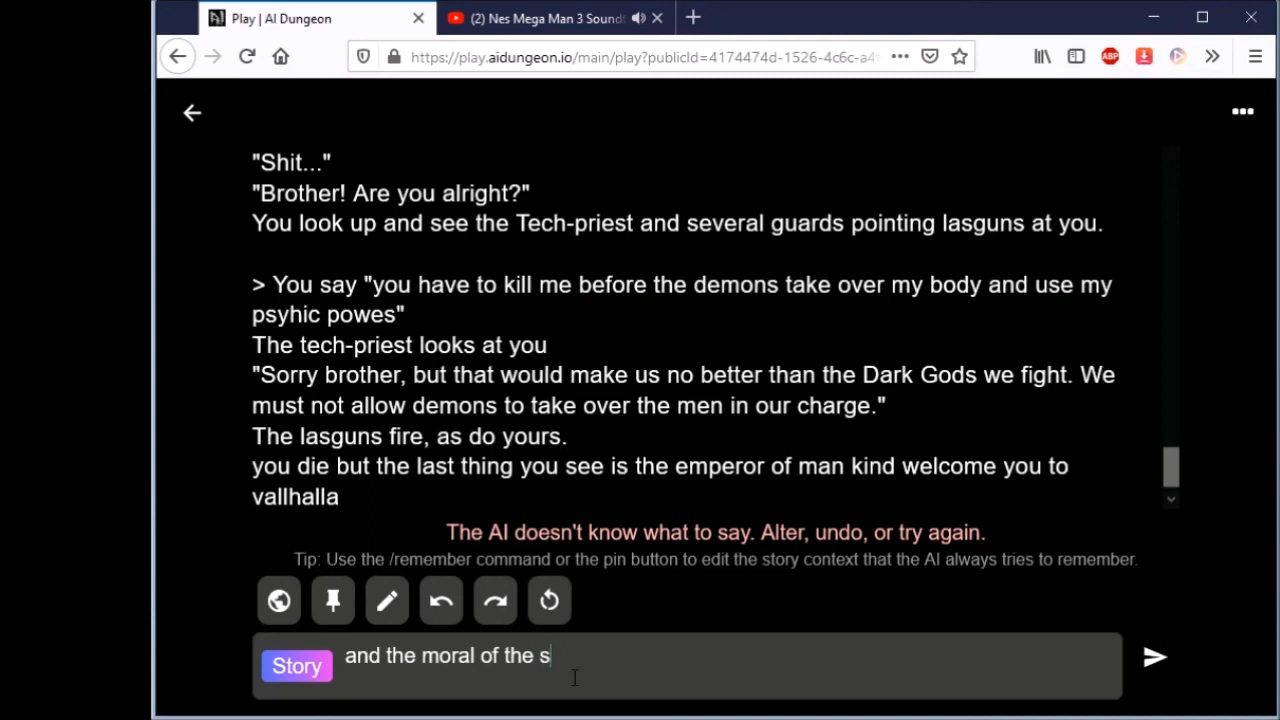 Play | AI Dungeon
(2) Nes Mega Man 3 Sound
https://play.aidungeon.io/main/play?publicId=4174474d-1526-4c6c-a4
ABP
"Shit..."
"Brother! Are you alright?"
You look up and see the Tech-priest and several guards pointing lasguns at you.
> You say "you have to kill me before the demons take over my body and use my
psyhic powes"
The tech-priest looks at you
"Sorry brother, but that would make us no better than the Dark Gods we fight. We
must not allow demons to take over the men in our charge."
The lasguns fire, as do yours.
you die but the last thing you see is the emperor of man kind welcome you to
vallhalla
The AI doesn't know what to say. Alter, undo, or try again.
Tip: Use the /remember command or the pin button to edit the story context that the AI always tries to remember.
Story and the moral of the s